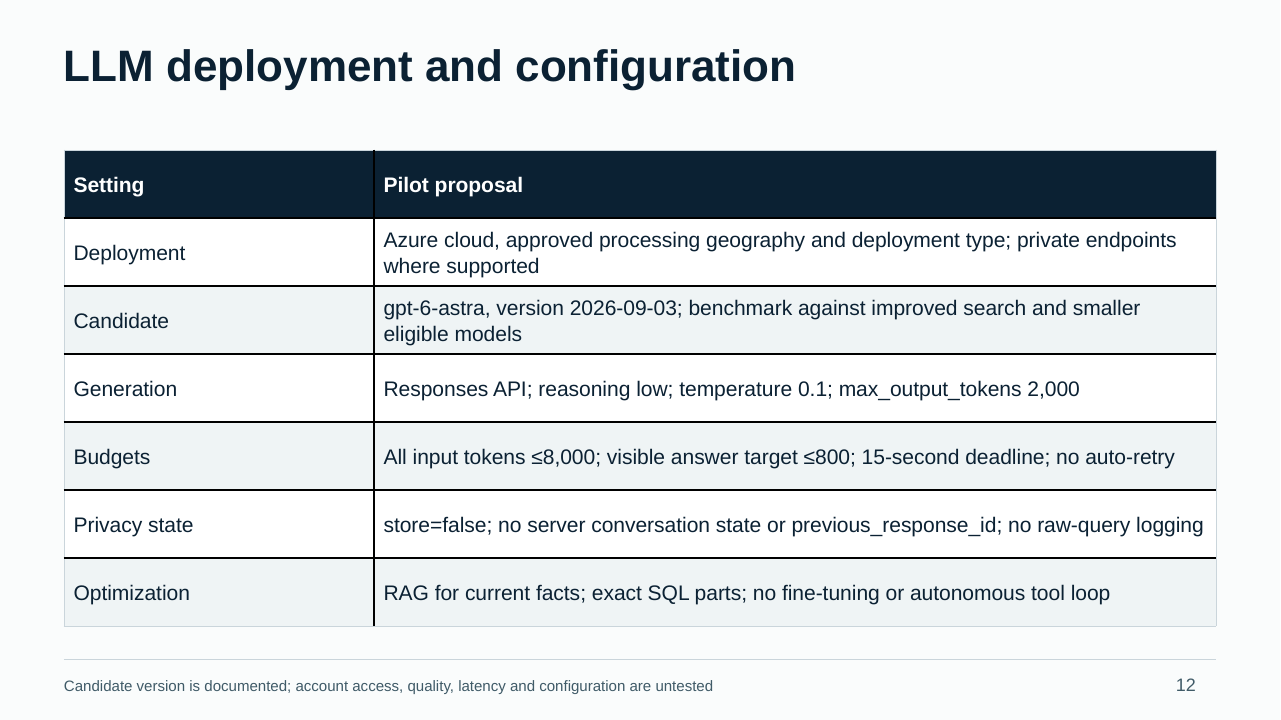 LLM deployment and configuration
Setting
Pilot proposal
Deployment
Azure cloud, approved processing geography and deployment type; private endpoints
where supported
Candidate
gpt-6-astra, version 2026-09-03; benchmark against improved search and smaller
eligible models
Generation
Responses API; reasoning low; temperature 0.1; max_output_tokens 2,000
Budgets
All input tokens ≤8,000; visible answer target ≤800; 15-second deadline; no auto-retry
Privacy state
store=false; no server conversation state or previous_response_id; no raw-query logging
Optimization
RAG for current facts; exact SQL parts; no fine-tuning or autonomous tool loop
Candidate version is documented; account access, quality, latency and configuration are untested
12